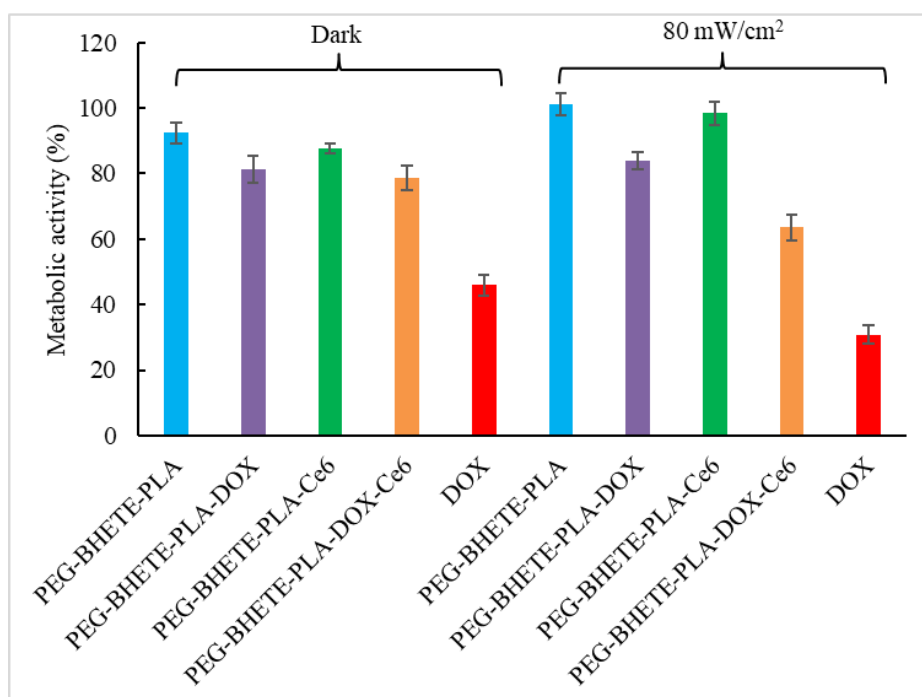 Dark
80 mW/cm²
Metabolic activity (%)
120
100
80
60
40
20
0
PEG-BHETE-PLA
PEG-BHETE-PLA-DOX
PEG-BHETE-PLA-Ce6
PEG-BHETE-PLA-DOX-Ce6
DOX
PEG-BHETE-PLA
PEG-BHETE-PLA-DOX
PEG-BHETE-PLA-Ce6
PEG-BHETE-PLA-DOX-Ce6
DOX